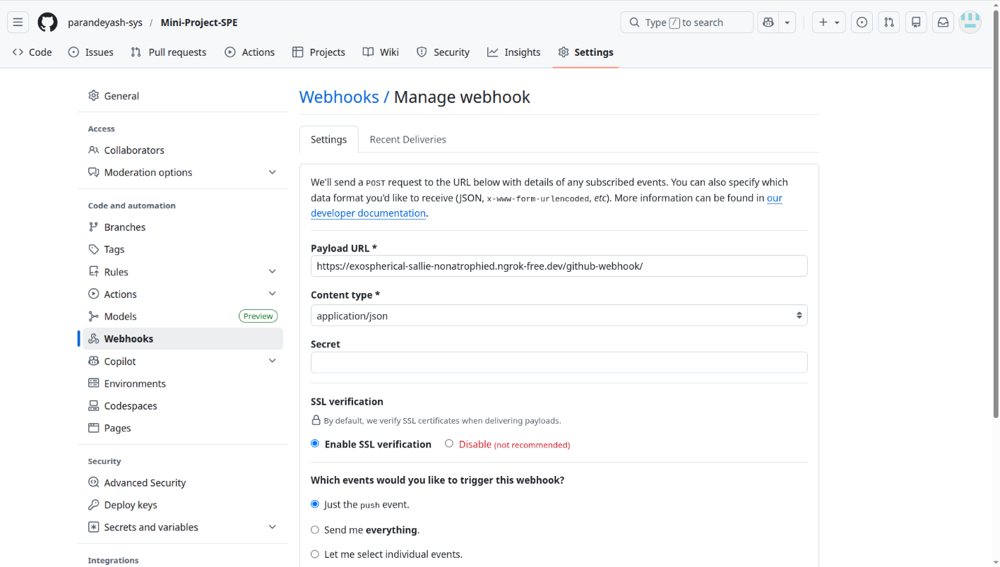 parandeyash-sys / Mini-Project-SPE
Type / to search
Code
Issues
Pull requests
Actions
Projects
Wiki
Security
Insights
Settings
General
Access
Collaborators
Moderation options
Code and automation
Branches
Tags
Rules
Actions
Models Preview
Webhooks
Copilot
Environments
Codespaces
Pages
Security
Advanced Security
Deploy keys
Secrets and variables
Integrations
Webhooks / Manage webhook
Settings
Recent Deliveries
We'll send a POST request to the URL below with details of any subscribed events. You can also specify which
data format you'd like to receive (JSON, x-www-form-urlencoded, etc). More information can be found in our
developer documentation.
Payload URL *
https://exospherical-sallie-nonatrophied.ngrok-free.dev/github-webhook/
Content type *
application/json
Secret
SSL verification
By default, we verify SSL certificates when delivering payloads.
Enable SSL verification Disable (not recommended)
Which events would you like to trigger this webhook?
Just the push event.
Send me everything.
Let me select individual events.